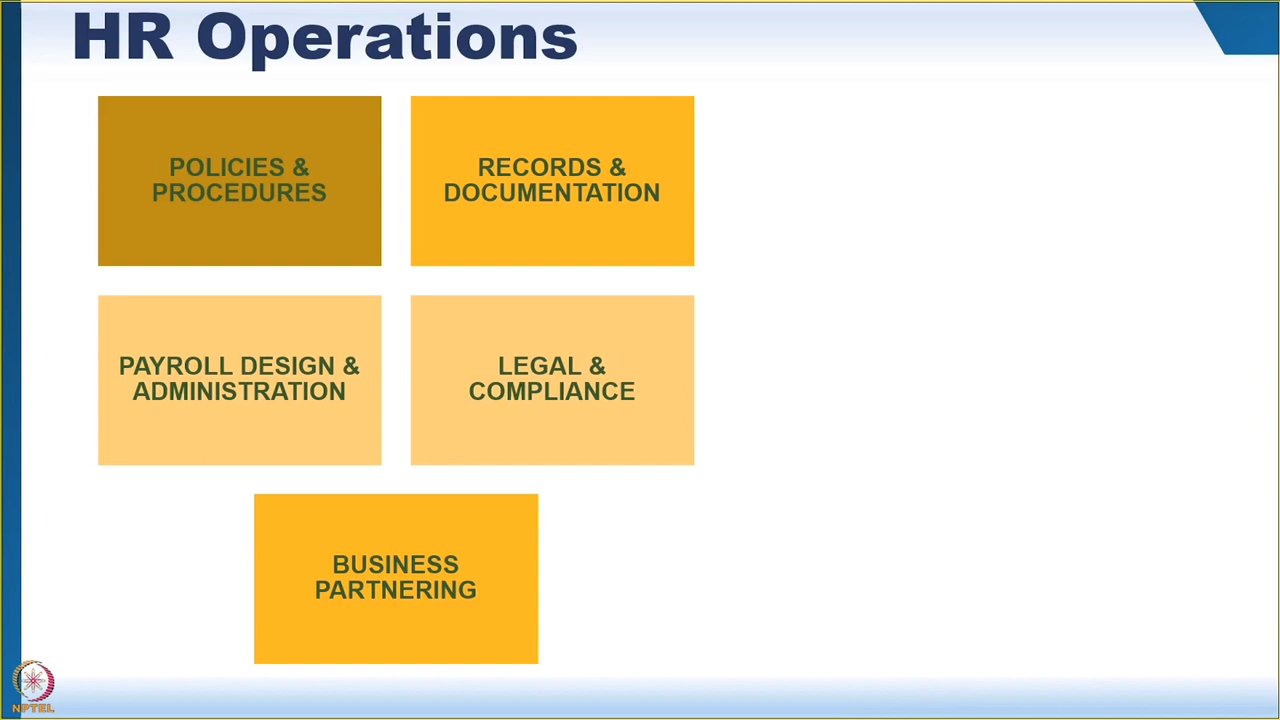 HR Operations
POLICIES &
PROCEDURES
RECORDS &
DOCUMENTATION
PAYROLL DESIGN &
ADMINISTRATION
LEGAL &
COMPLIANCE
BUSINESS
PARTNERING
NPTEL